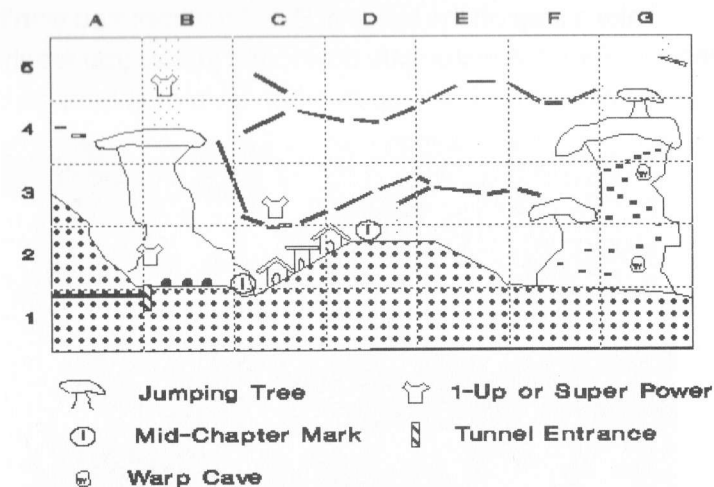 A B C D E F G
5
4
3
2
1
Jumping Tree
1-Up or Super Power
Mid-Chapter Mark
Tunnel Entrance
Warp Cave